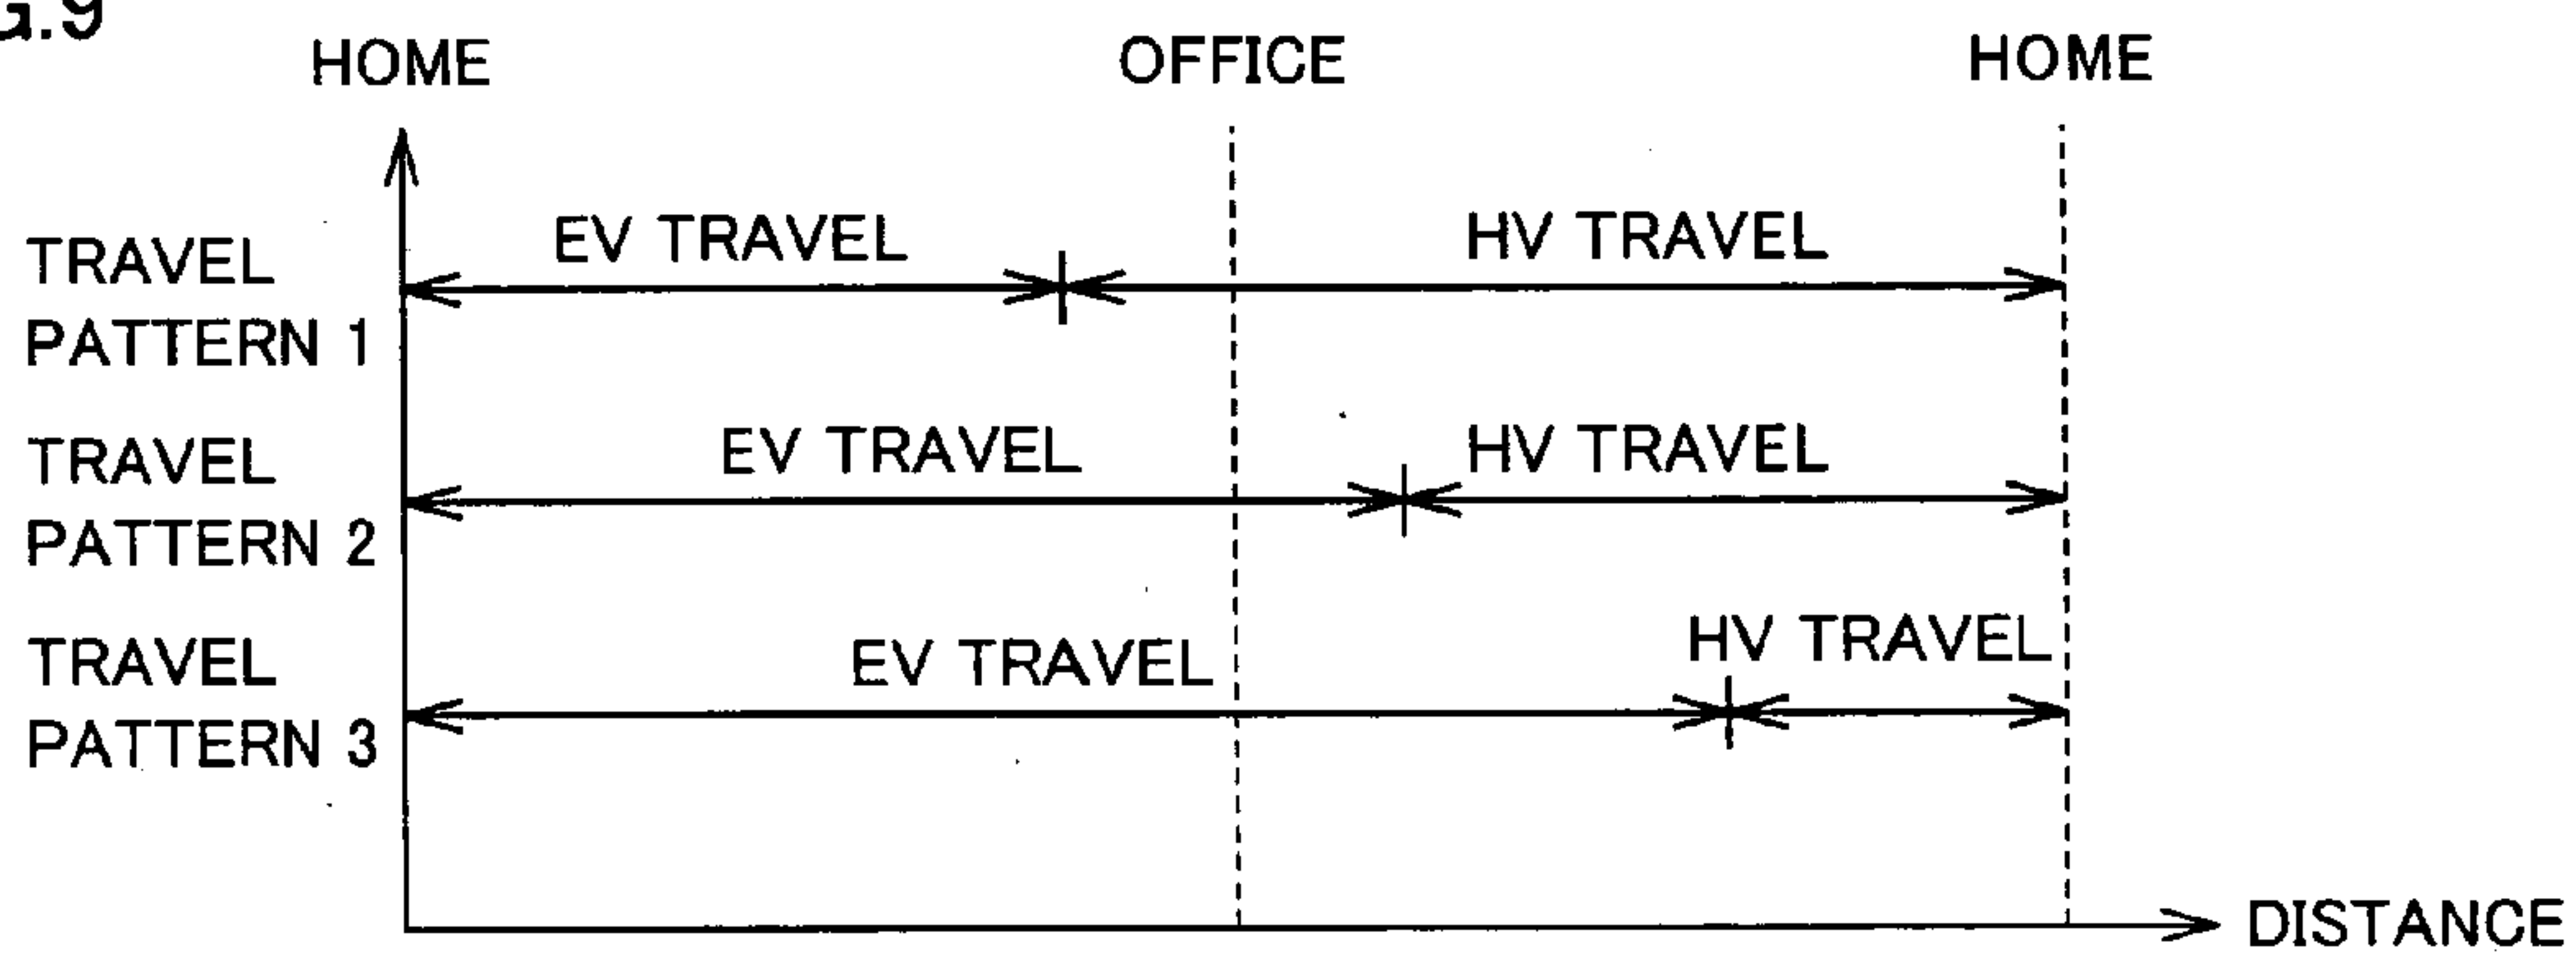 G.9
HOME OFFICE HOME
EV TRAVEL HV TRAVEL
TRAVEL
PATTERN 1
EV TRAVEL HV TRAVEL
TRAVEL
PATTERN 2
EV TRAVEL HV TRAVEL
TRAVEL
PATTERN 3
DISTANCE